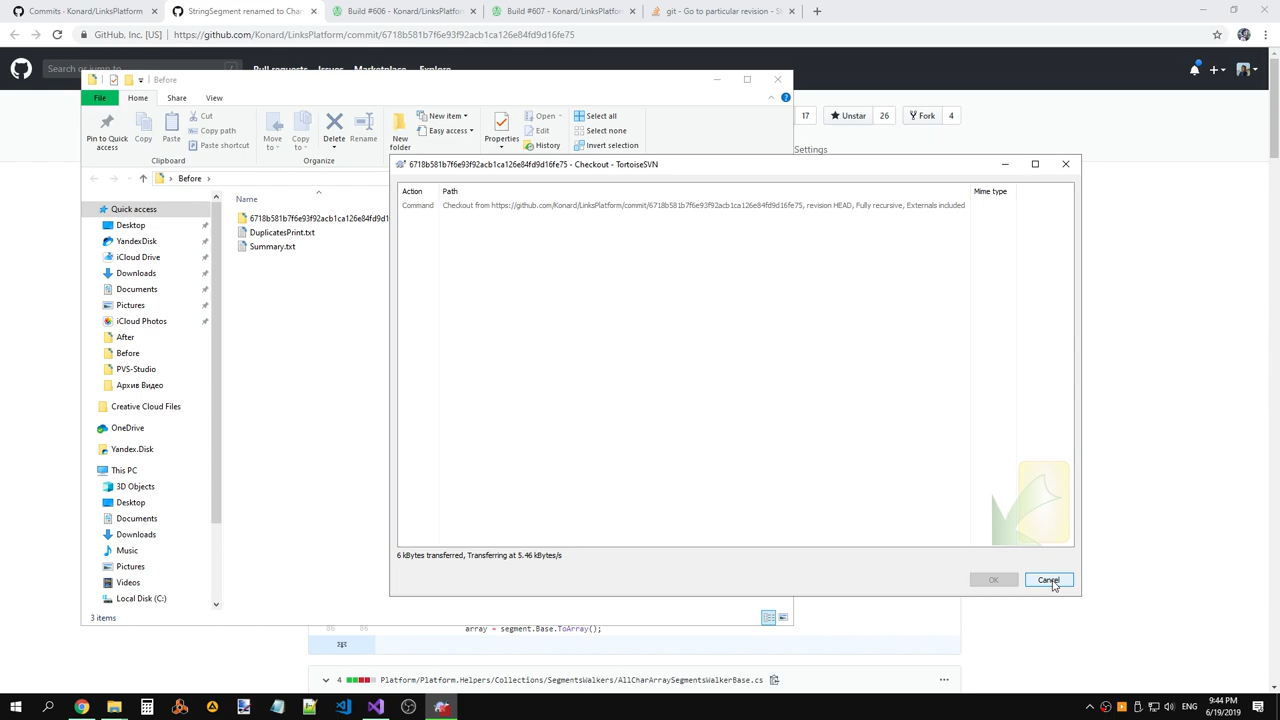 Commits · Konard/LinksPlatform
StringSegment renamed to Char
Build #606 - Konard/LinksPlatform
Build #607 - Konard/LinksPlatform
git - Go to particular revision - St
GitHub, Inc. [US] | https://github.com/Konard/LinksPlatform/commit/6718b581b7f6e93f92acb1ca126e84fd9d16fe75
Search or jump to
Pull requests Issues Marketplace Explore
Before
File Home Share View
17 Unstar 26 Fork 4
Settings
Pin to Quick access
Copy
Paste
Cut
Copy path
Paste shortcut
Clipboard
Move to
Copy to
Delete
Rename
Organize
New folder
New item
Easy access
Properties
Open
Edit
History
Select all
Select none
Invert selection
Before
6718b581b7f6e93f92acb1ca126e84fd9d16fe75 - Checkout - TortoiseSVN
Action Path Mime type
Command Checkout from https://github.com/Konard/LinksPlatform/commit/6718b581b7f6e93f92acb1ca126e84fd9d16fe75, revision HEAD, Fully recursive, Externals included
Name
6718b581b7f6e93f92acb1ca126e84fd9d1
DuplicatesPrint.txt
Summary.txt
Quick access
Desktop
YandexDisk
iCloud Drive
Downloads
Documents
Pictures
iCloud Photos
After
Before
PVS-Studio
Архив Видео
Creative Cloud Files
OneDrive
Yandex.Disk
This PC
3D Objects
Desktop
Documents
Downloads
Music
Pictures
Videos
Local Disk (C:)
3 items
6 kBytes transferred, Transferring at 5.46 kBytes/s
OK Cancel
86 86 array = segment.Base.ToArray();
4 Platform/Platform.Helpers/Collections/SegmentsWalkers/AllCharArraySegmentsWalkerBase.cs
9:44 PM
6/19/2019